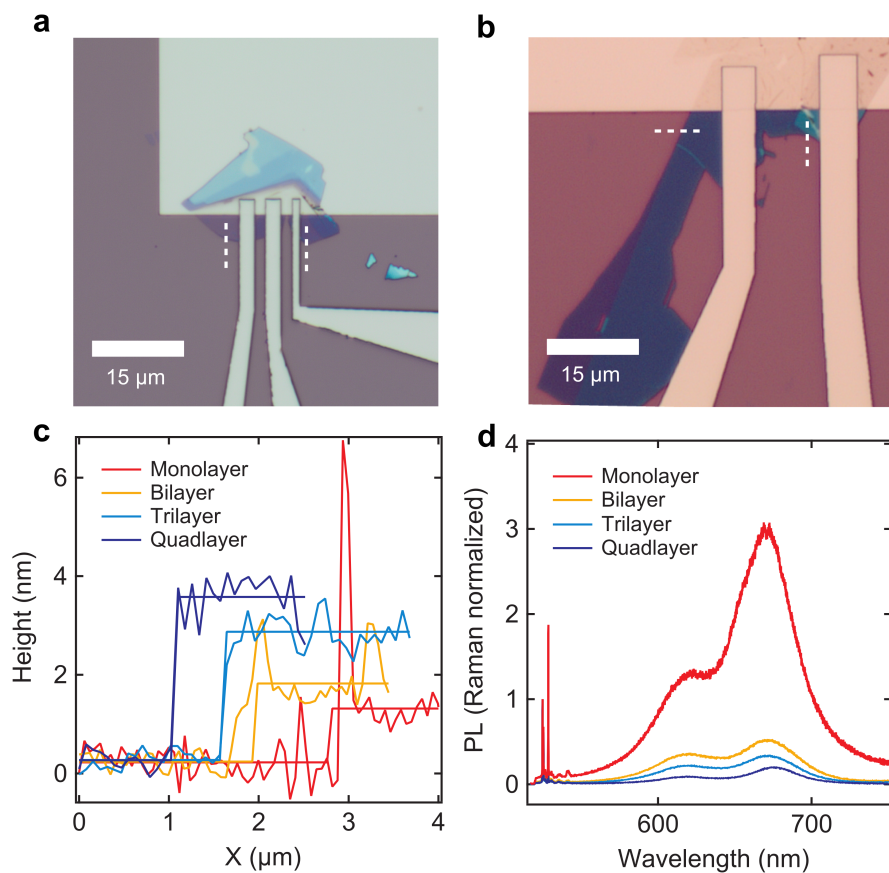 a
b
15 µm
15 µm
c
d
Monolayer
Bilayer
Trilayer
Quadlayer
Height (nm)
6
4
2
0
0 1 2 3 4
X (µm)
Monolayer
Bilayer
Trilayer
Quadlayer
PL (Raman normalized)
4
3
2
1
0
600 700
Wavelength (nm)